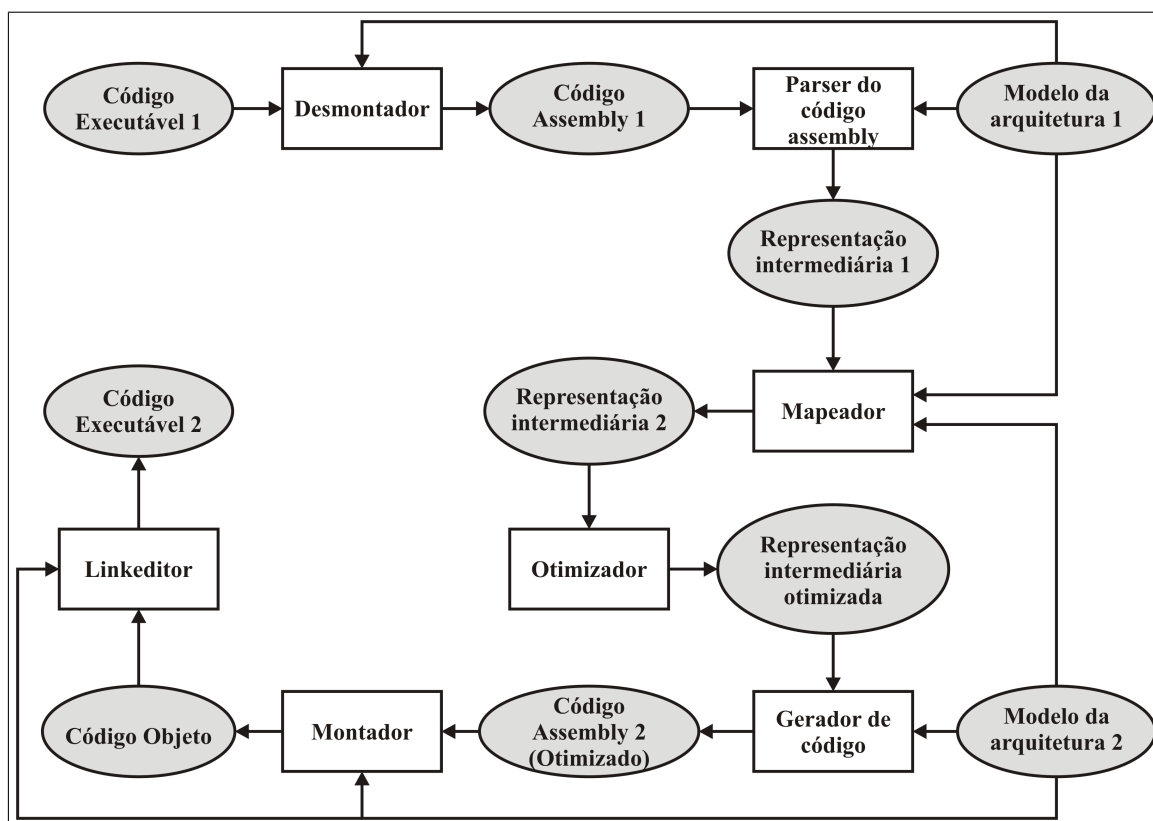 Código
Executável 1
Desmontador
Código
Assembly 1
Parser do
código
assembly
Modelo da
arquitetura 1
Representação
intermediária 1
Código
Executável 2
Representação
intermediária 2
Mapeador
Linkeditor
Otimizador
Representação
intermediária
otimizada
Código Objeto
Montador
Código
Assembly 2
(Otimizado)
Gerador de
código
Modelo da
arquitetura 2